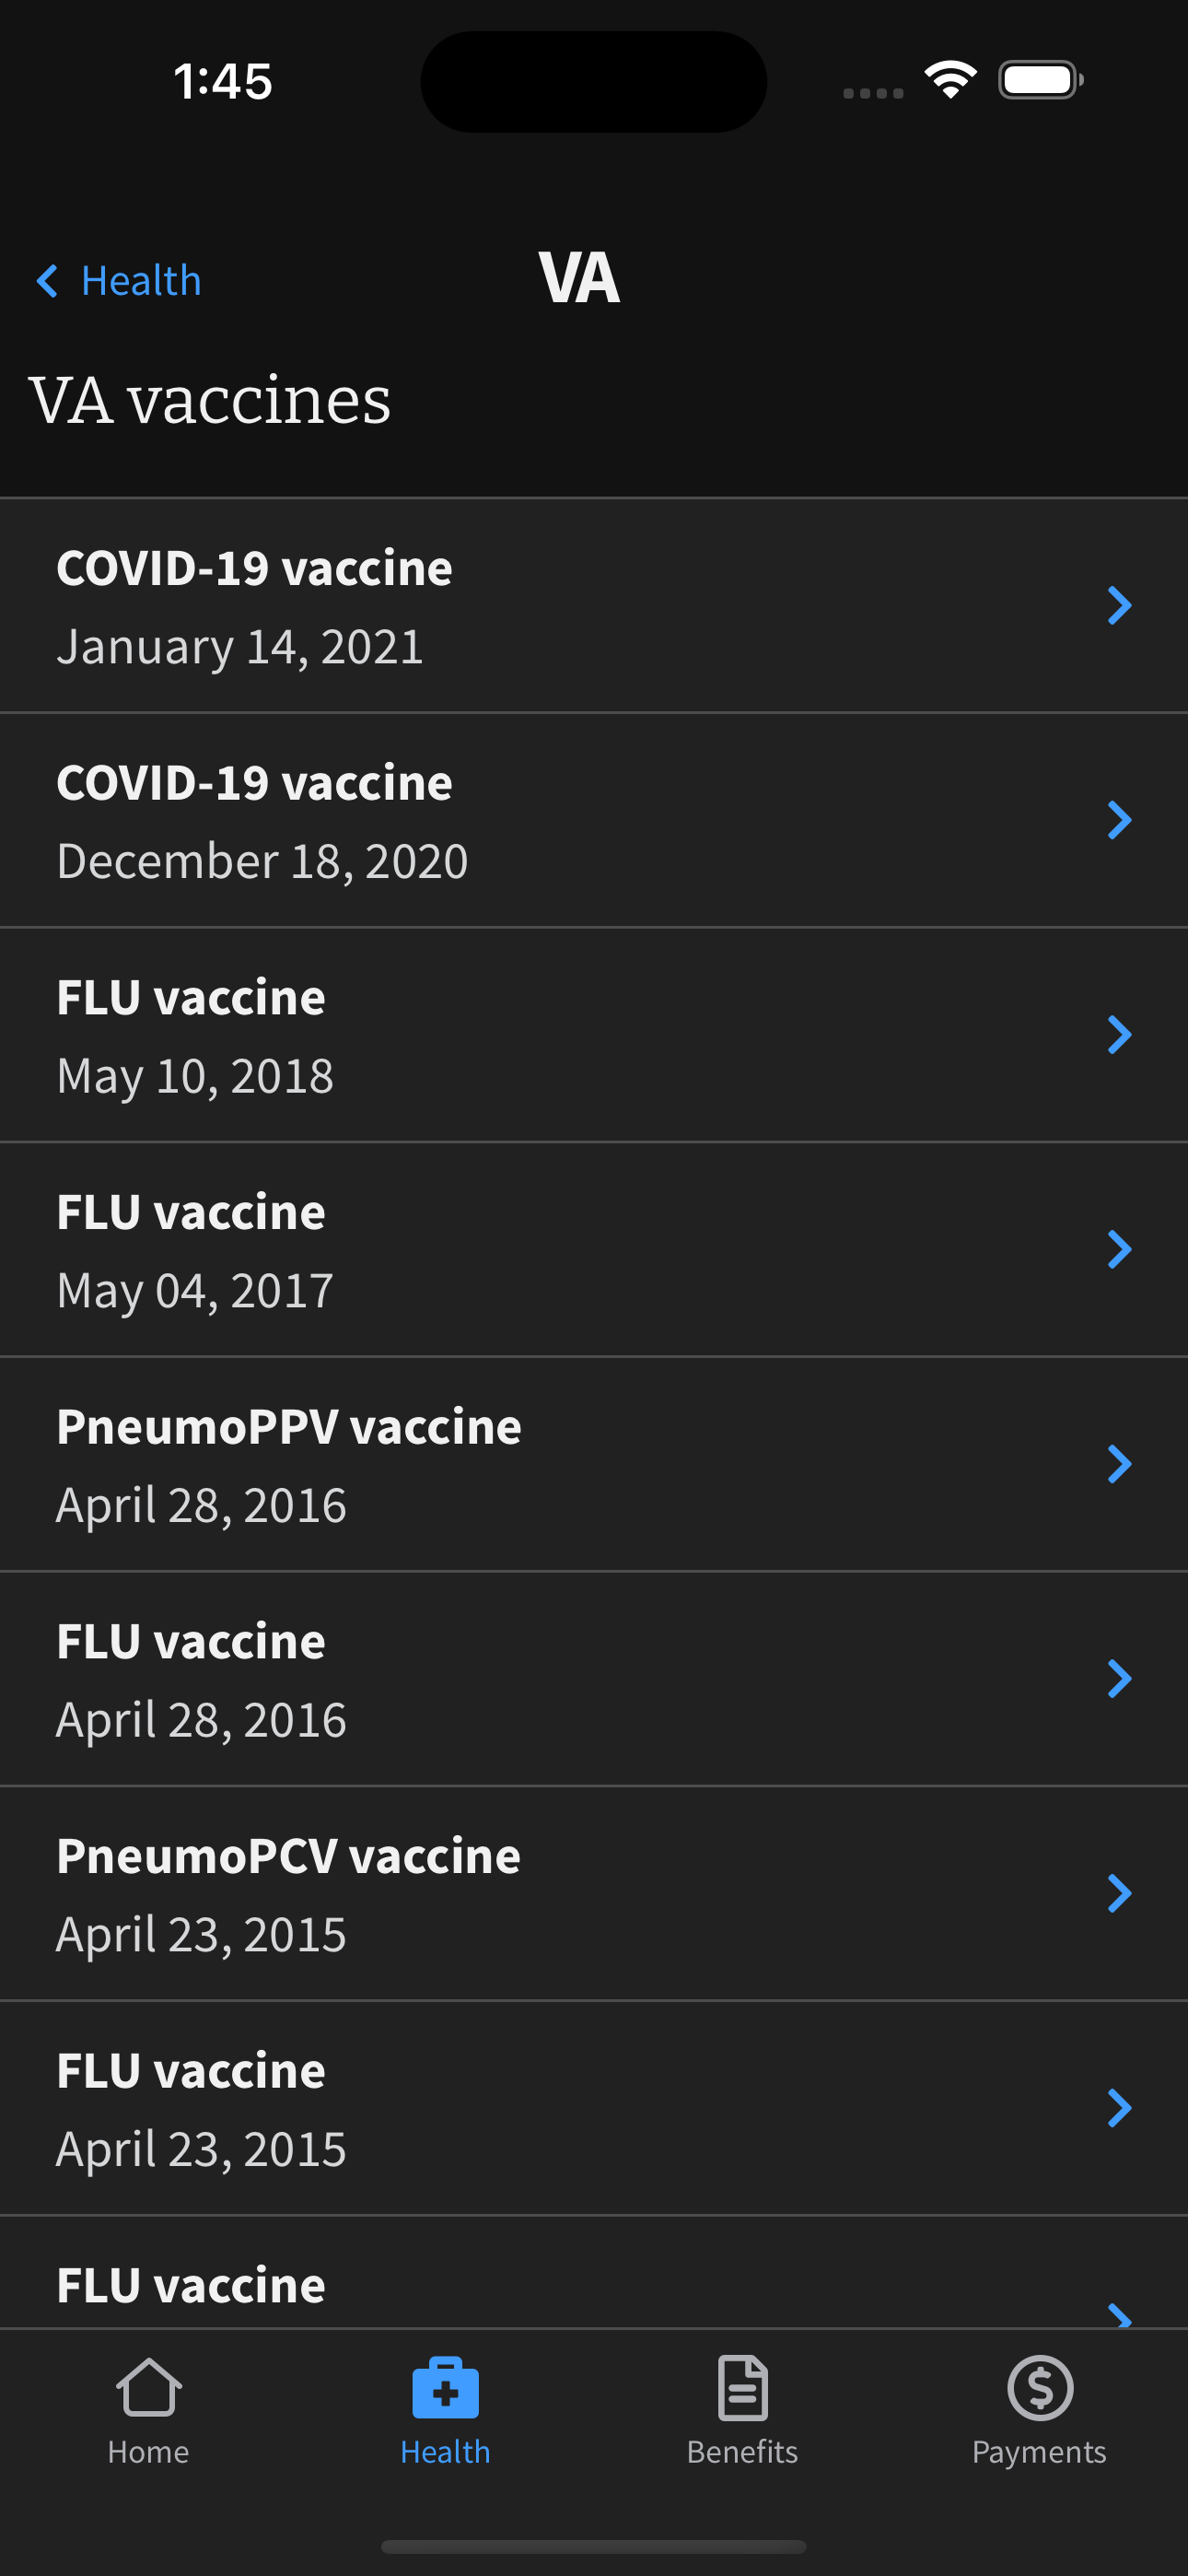 1:45
Health
VA
VA vaccines
COVID-19 vaccine
January 14, 2021
COVID-19 vaccine
December 18, 2020
FLU vaccine
May 10, 2018
FLU vaccine
May 04, 2017
PneumoPPV vaccine
April 28, 2016
FLU vaccine
April 28, 2016
PneumoPCV vaccine
April 23, 2015
FLU vaccine
April 23, 2015
FLU vaccine
Home Health Benefits Payments